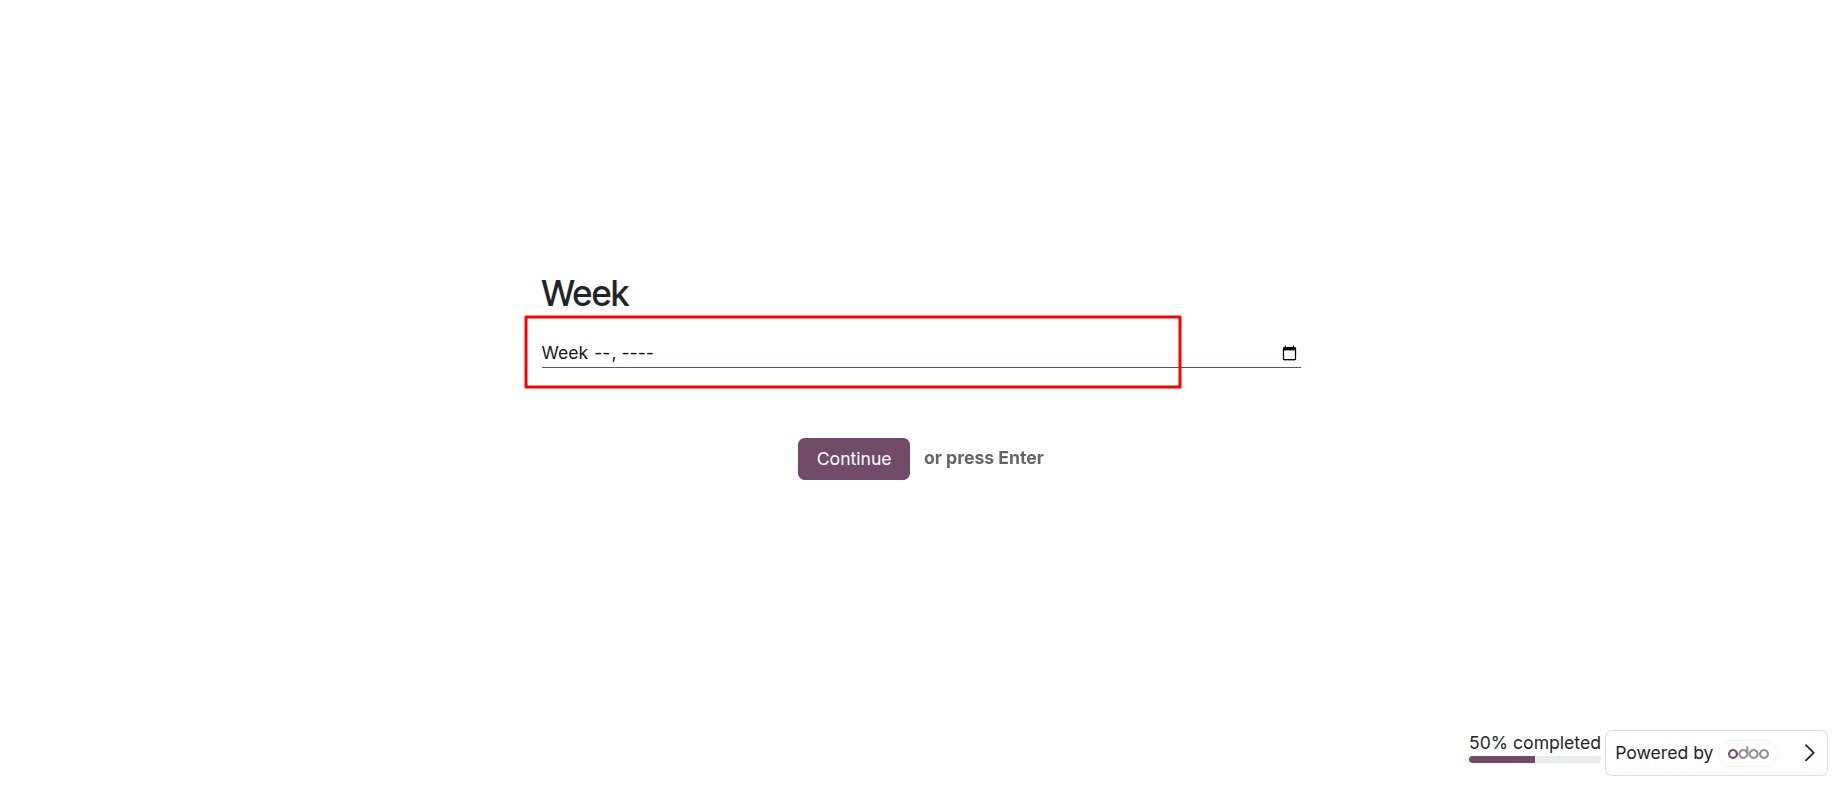 Week
Week --, ----
Continue or press Enter
50% completed
Powered by odoo